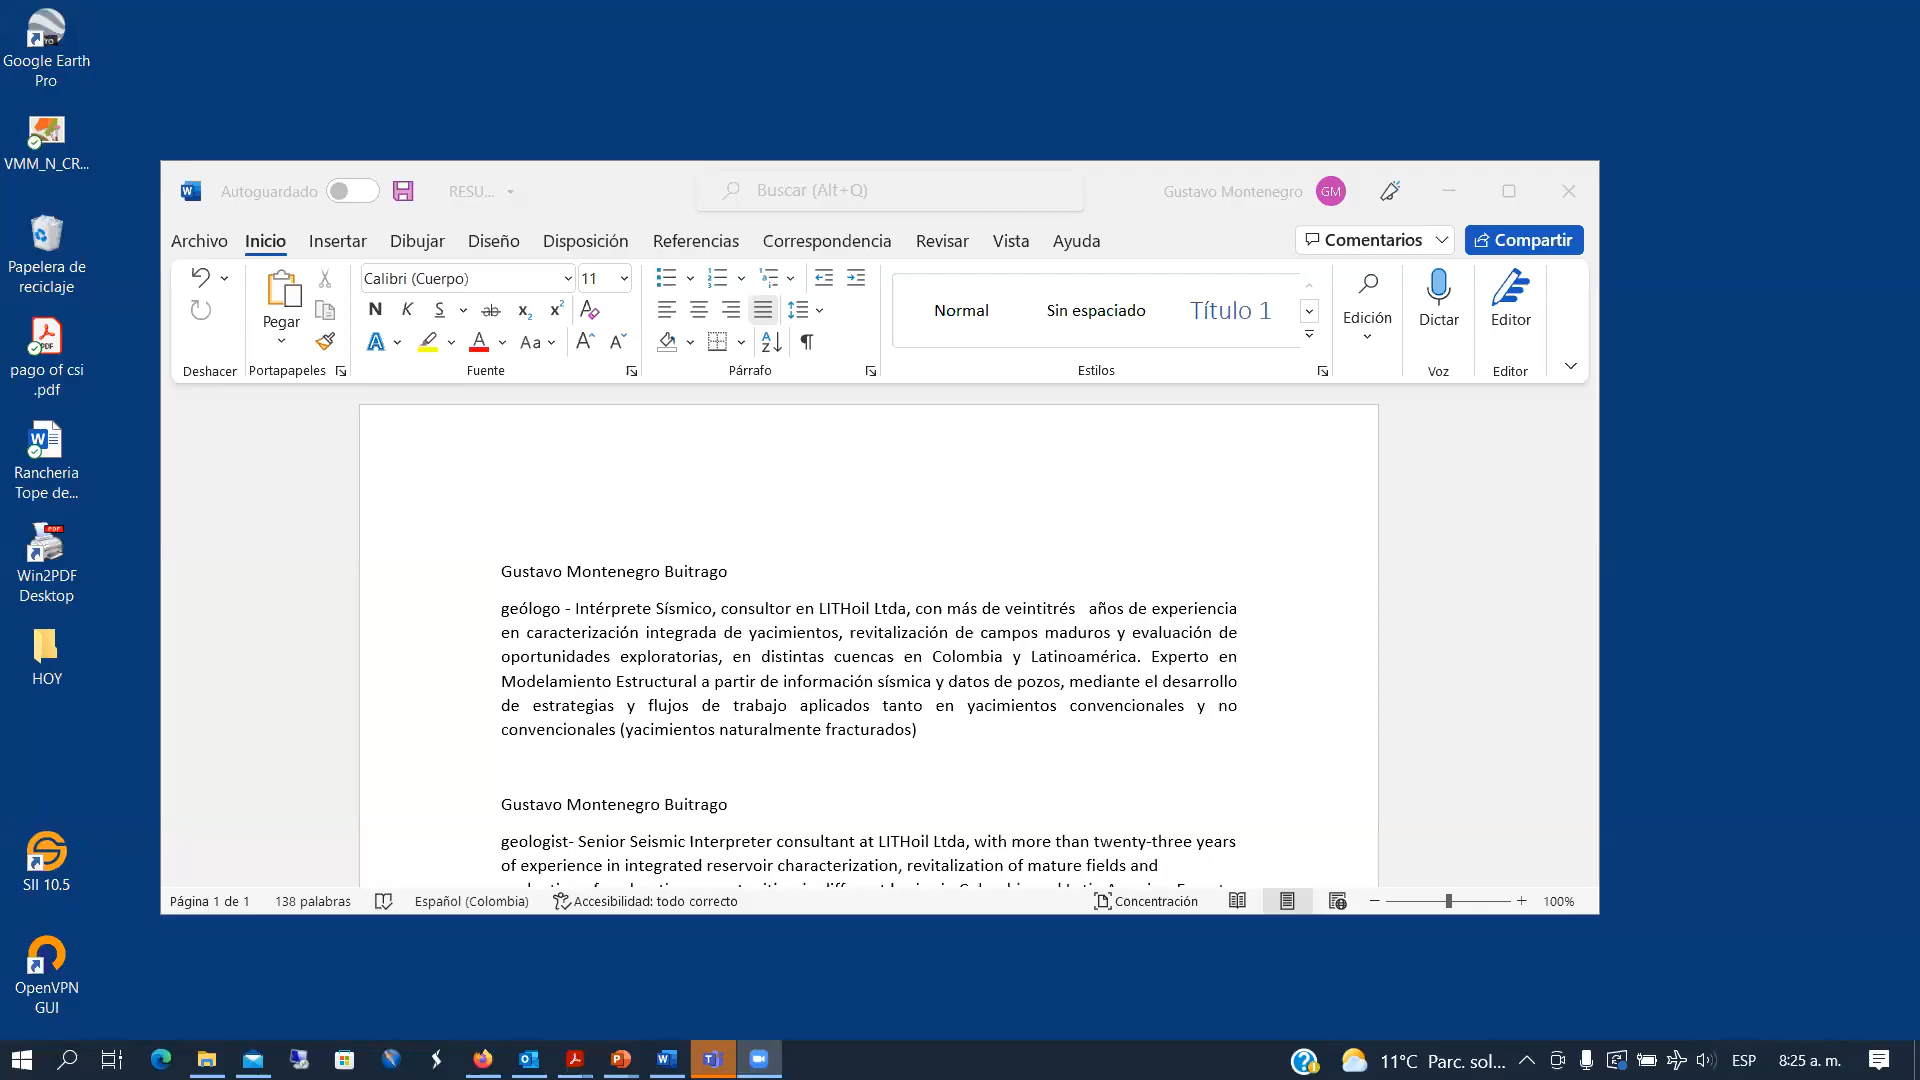 Google Earth
Pro
VMM_N_CR...
Papelera de
reciclaje
pago of csi
.pdf
Rancheria
Tope de...
Win2PDF
Desktop
HOY
SII 10.5
OpenVPN
GUI
Autoguardado
RESU...
Buscar (Alt+Q)
Gustavo Montenegro
GM
Archivo
Inicio
Insertar
Dibujar
Diseño
Disposición
Referencias
Correspondencia
Revisar
Vista
Ayuda
Comentarios
Compartir
Pegar
Calibri (Cuerpo)
11
Normal
Sin espaciado
Título 1
Edición
Dictar
Editor
Deshacer
Portapapeles
Fuente
Párrafo
Estilos
Voz
Editor
Gustavo Montenegro Buitrago
geólogo - Intérprete Sísmico, consultor en LITHoil Ltda, con más de veintitrés años de experiencia
en caracterización integrada de yacimientos, revitalización de campos maduros y evaluación de
oportunidades exploratorias, en distintas cuencas en Colombia y Latinoamérica. Experto en
Modelamiento Estructural a partir de información sísmica y datos de pozos, mediante el desarrollo
de estrategias y flujos de trabajo aplicados tanto en yacimientos convencionales y no
convencionales (yacimientos naturalmente fracturados)
Gustavo Montenegro Buitrago
geologist- Senior Seismic Interpreter consultant at LITHoil Ltda, with more than twenty-three years
of experience in integrated reservoir characterization, revitalization of mature fields and
Página 1 de 1
138 palabras
Español (Colombia)
Accesibilidad: todo correcto
Concentración
100%
11°C Parc. sol...
ESP
8:25 a. m.